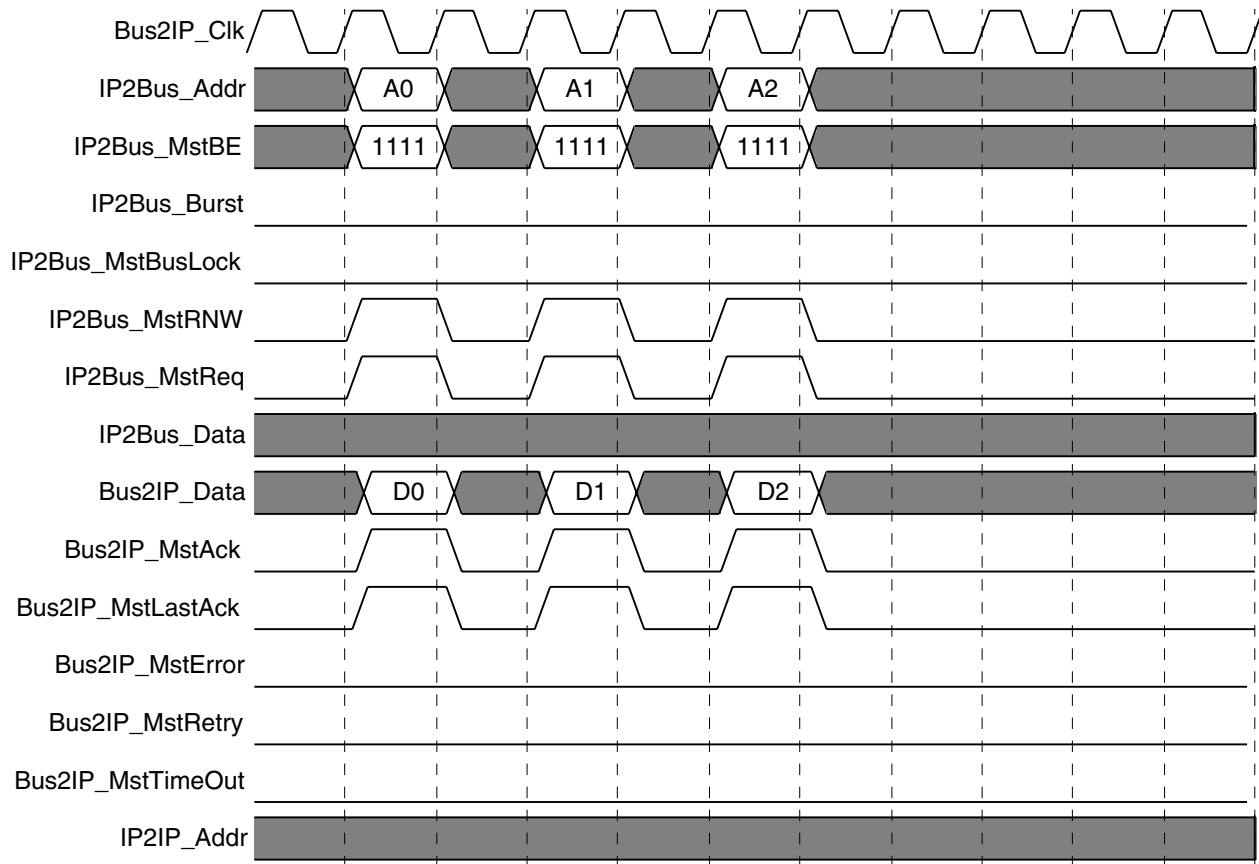 Bus2IP_Clk
IP2Bus_Addr A0 A1 A2
IP2Bus_MstBE 1111 1111 1111
IP2Bus_Burst
IP2Bus_MstBusLock
IP2Bus_MstRNW
IP2Bus_MstReq
IP2Bus_Data
Bus2IP_Data D0 D1 D2
Bus2IP_MstAck
Bus2IP_MstLastAck
Bus2IP_MstError
Bus2IP_MstRetry
Bus2IP_MstTimeOut
IP2IP_Addr